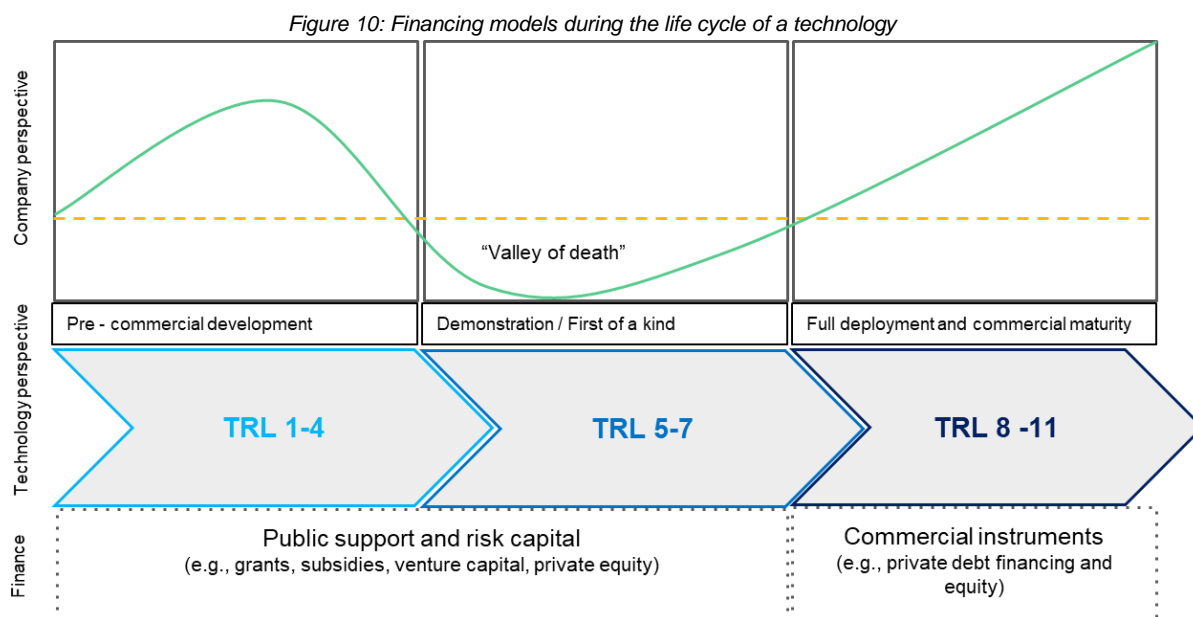 Figure 10: Financing models during the life cycle of a technology
Company perspective
“Valley of death”
Pre - commercial development
Demonstration / First of a kind
Full deployment and commercial maturity
Technology perspective
TRL 1-4
TRL 5-7
TRL 8 -11
Finance
Public support and risk capital
(e.g., grants, subsidies, venture capital, private equity)
Commercial instruments
(e.g., private debt financing and
equity)